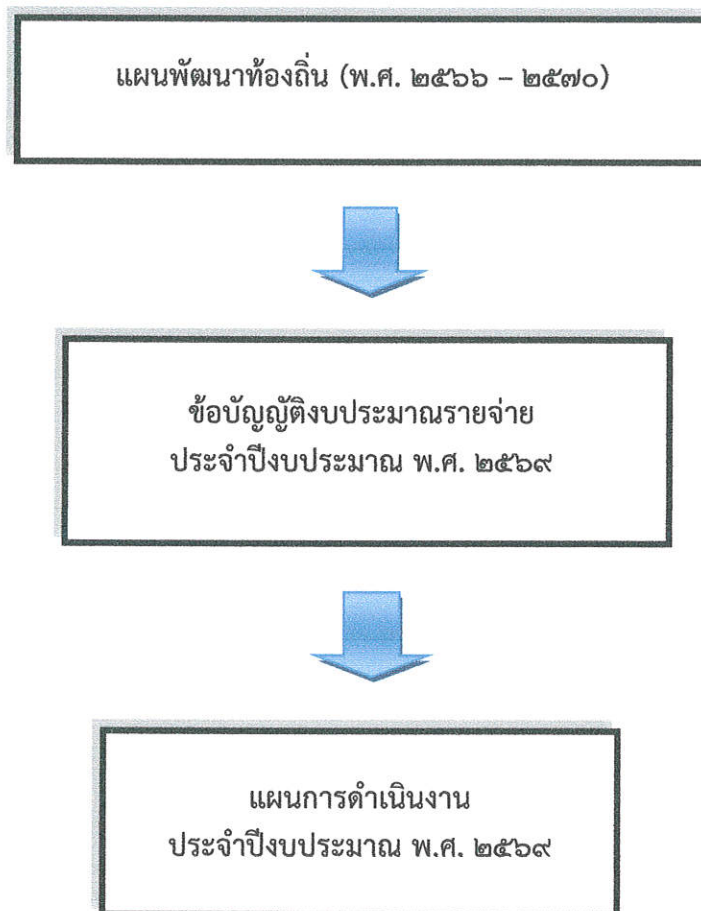 แผนพัฒนาท้องถิ่น (พ.ศ. ๒๕๖๖ – ๒๕๗๐)
ข้อบัญญัติงบประมาณรายจ่าย
ประจำปีงบประมาณ พ.ศ. ๒๕๖๙
แผนการดำเนินงาน
ประจำปีงบประมาณ พ.ศ. ๒๕๖๙